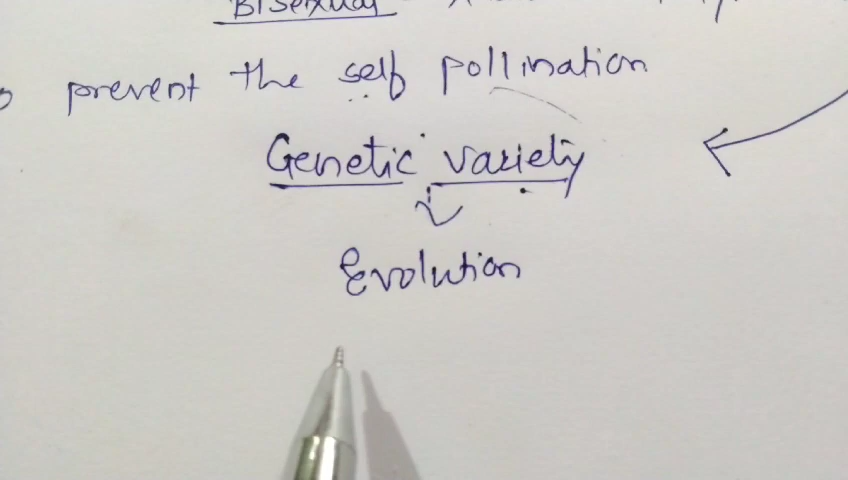 Bisexual
prevent the self pollination
Genetic variety
Evolution